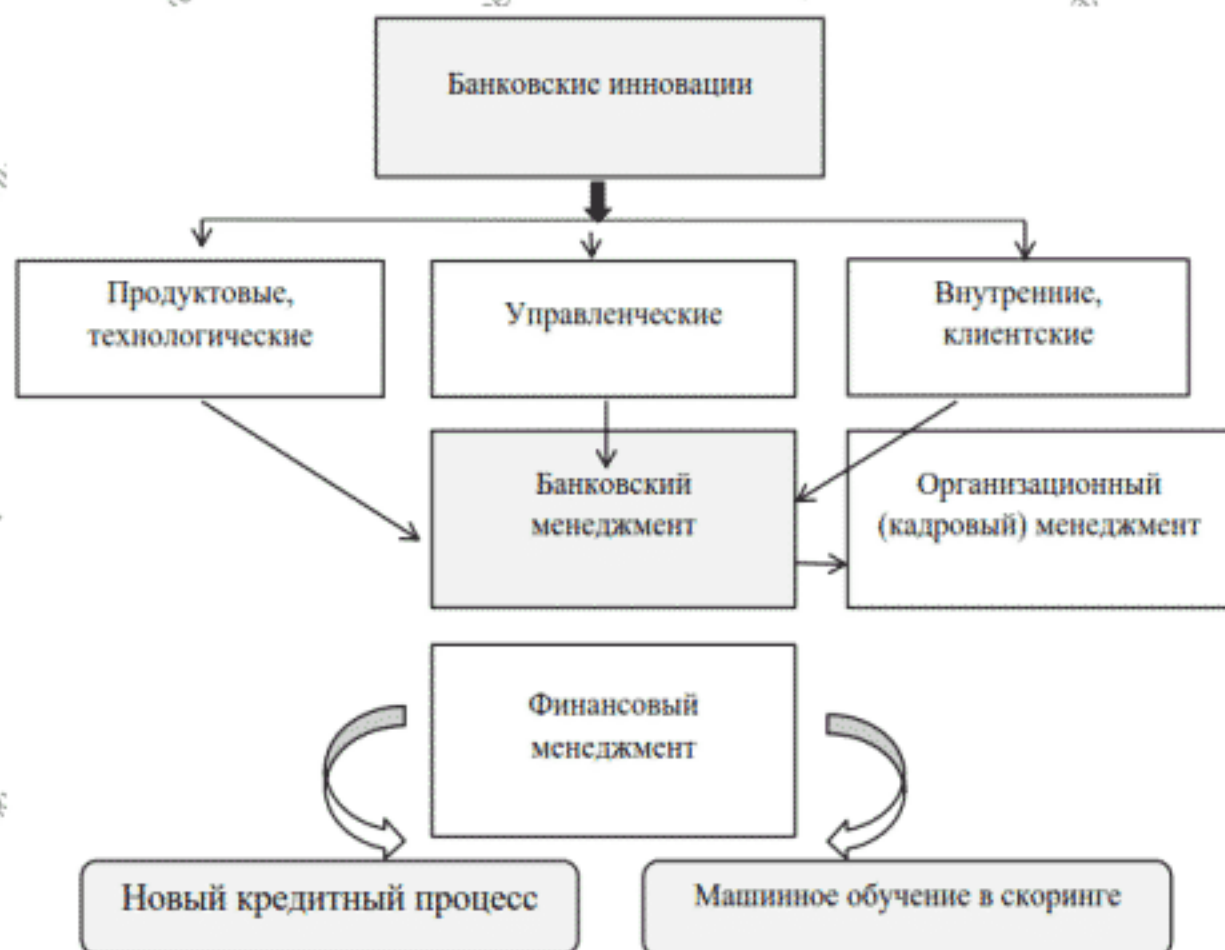 Банковские инновации
Продуктовые,
технологические
Управленческие
Внутренние,
клиентские
Банковский
менеджмент
Организационный
(кадровый) менеджмент
Финансовый
менеджмент
Новый кредитный процесс
Машинное обучение в скоринге